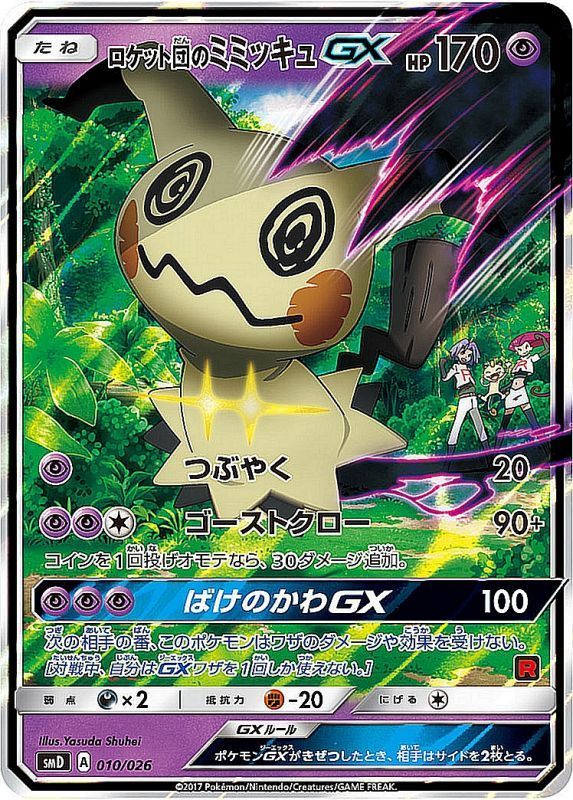 たね ロケット団のミミッキュGX HP 170
つぶやく 20
ゴーストクロー 90+
コインを1回投げオモテなら、30ダメージ追加。
ばけのかわGX 100
次の相手の番、このポケモンはワザのダメージや効果を受けない。
[対戦中、自分はGXワザを1回しか使えない。]
R
弱点 ×2 抵抗力 -20 にげる
Illus. Yasuda Shuhei
GXルール
smD A 010/026
ポケモンGXがきぜつしたとき、相手はサイドを2枚とる。
©2017 Pokémon/Nintendo/Creatures/GAME FREAK.